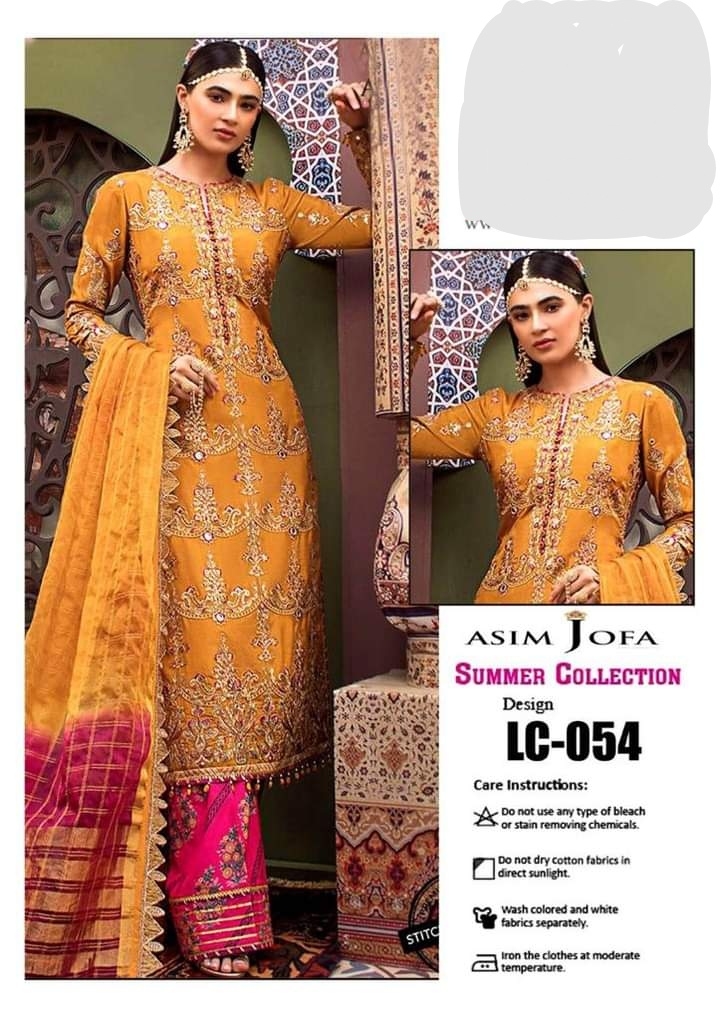 ASIM JOFA
SUMMER COLLECTION
Design
LC-054
Care Instructions:
Do not use any type of bleach
or stain removing chemicals.
Do not dry cotton fabrics in
direct sunlight.
Wash colored and white
fabrics separately.
Iron the clothes at moderate
temperature.